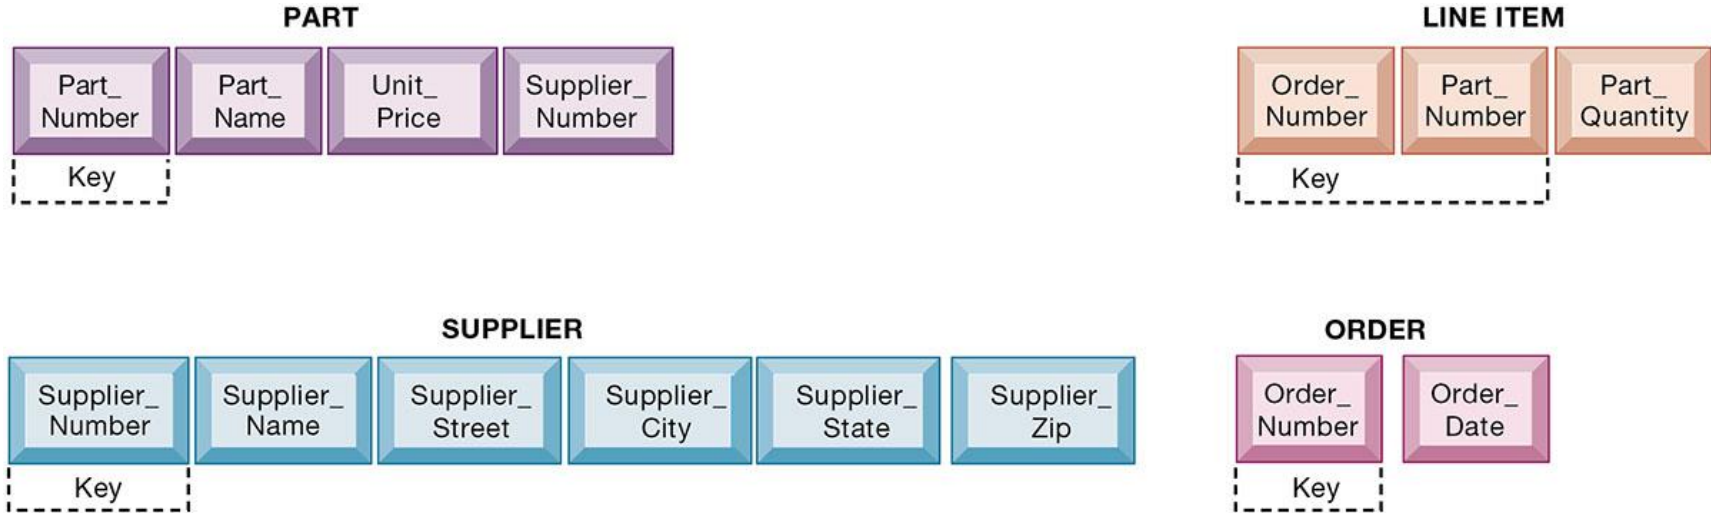 PART
Part_
Number
Part_
Name
Unit_
Price
Supplier_
Number
Key
LINE ITEM
Order_
Number
Part_
Number
Part_
Quantity
Key
SUPPLIER
Supplier_
Number
Supplier_
Name
Supplier_
Street
Supplier_
City
Supplier_
State
Supplier_
Zip
Key
ORDER
Order_
Number
Order_
Date
Key